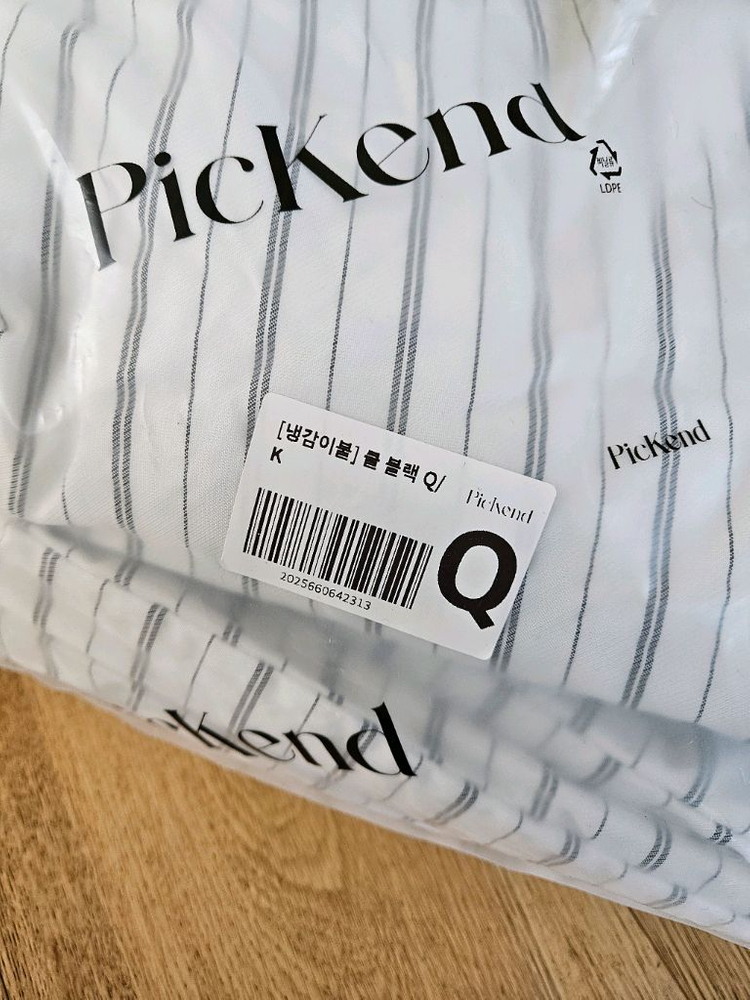 PicKend
LDPE
PicKend
[냉감이불] 쿨 블랙 Q/
K
PicKend
Q
2025660642313
PicKend